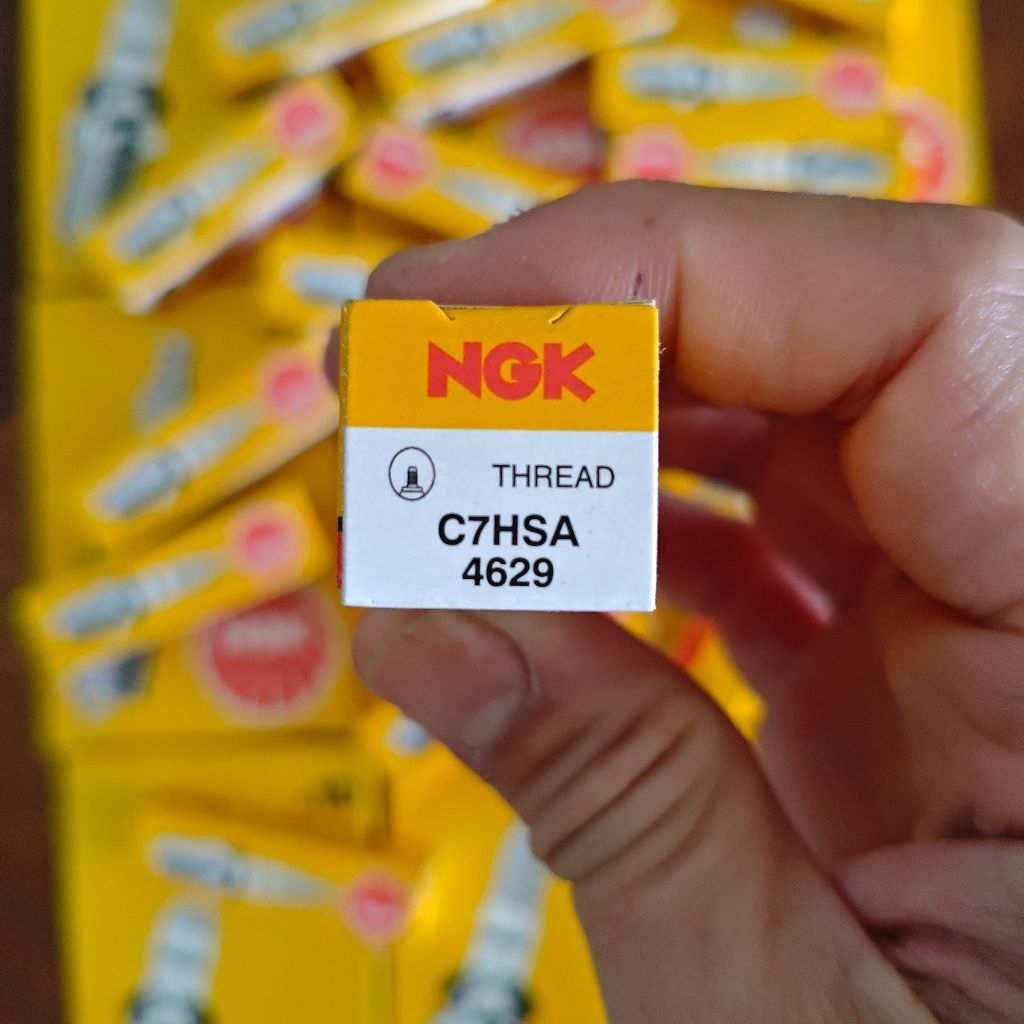 NGK
THREAD
C7HSA
4629